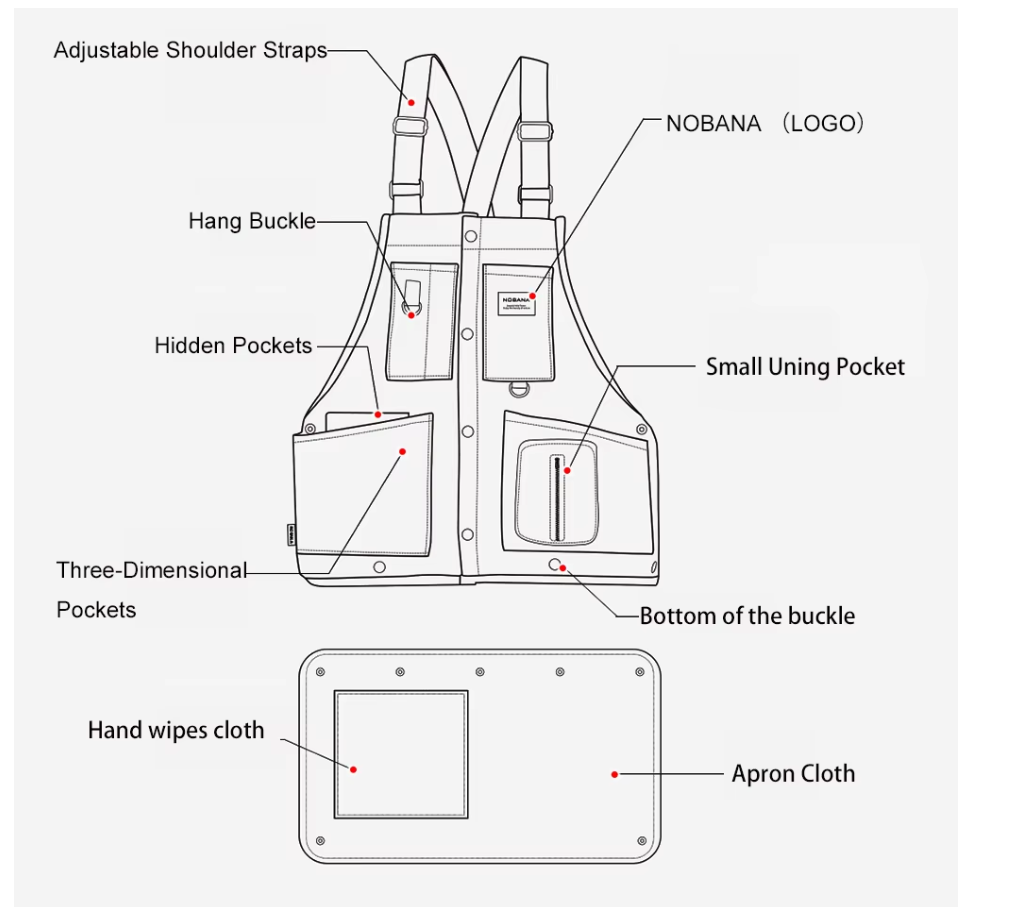 Adjustable Shoulder Straps
NOBANA （LOGO）
Hang Buckle
NOBANA
Hidden Pockets
Small Uning Pocket
Three-Dimensional
Pockets
Bottom of the buckle
Hand wipes cloth
Apron Cloth